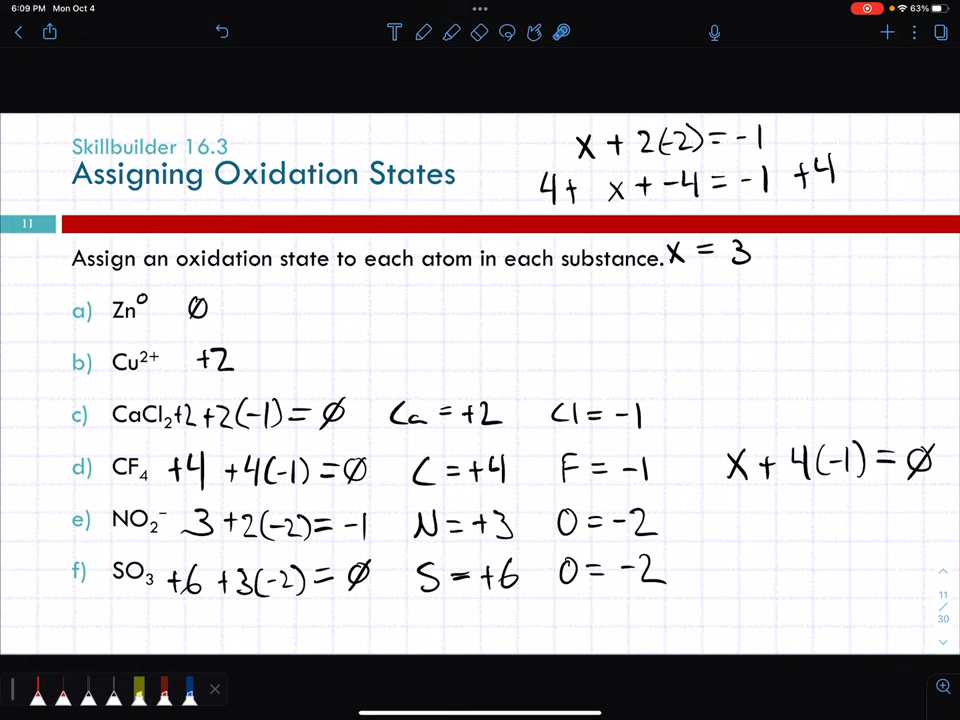 6:09 PM Mon Oct 4
63%
Skillbuilder 16.3
Assigning Oxidation States
x + 2(-2) = -1
4+ x + -4 = -1 +4
11
Assign an oxidation state to each atom in each substance. x = 3
a) Zn⁰ ∅
b) Cu²⁺ +2
c) CaCl₂ +2 +2(-1) = ∅ Ca = +2 Cl = -1
d) CF₄ +4 +4(-1) = ∅ C = +4 F = -1 X + 4(-1) = ∅
e) NO₂⁻ 3 +2(-2) = -1 N = +3 O = -2
f) SO₃ +6 +3(-2) = ∅ S = +6 O = -2
11
/
30